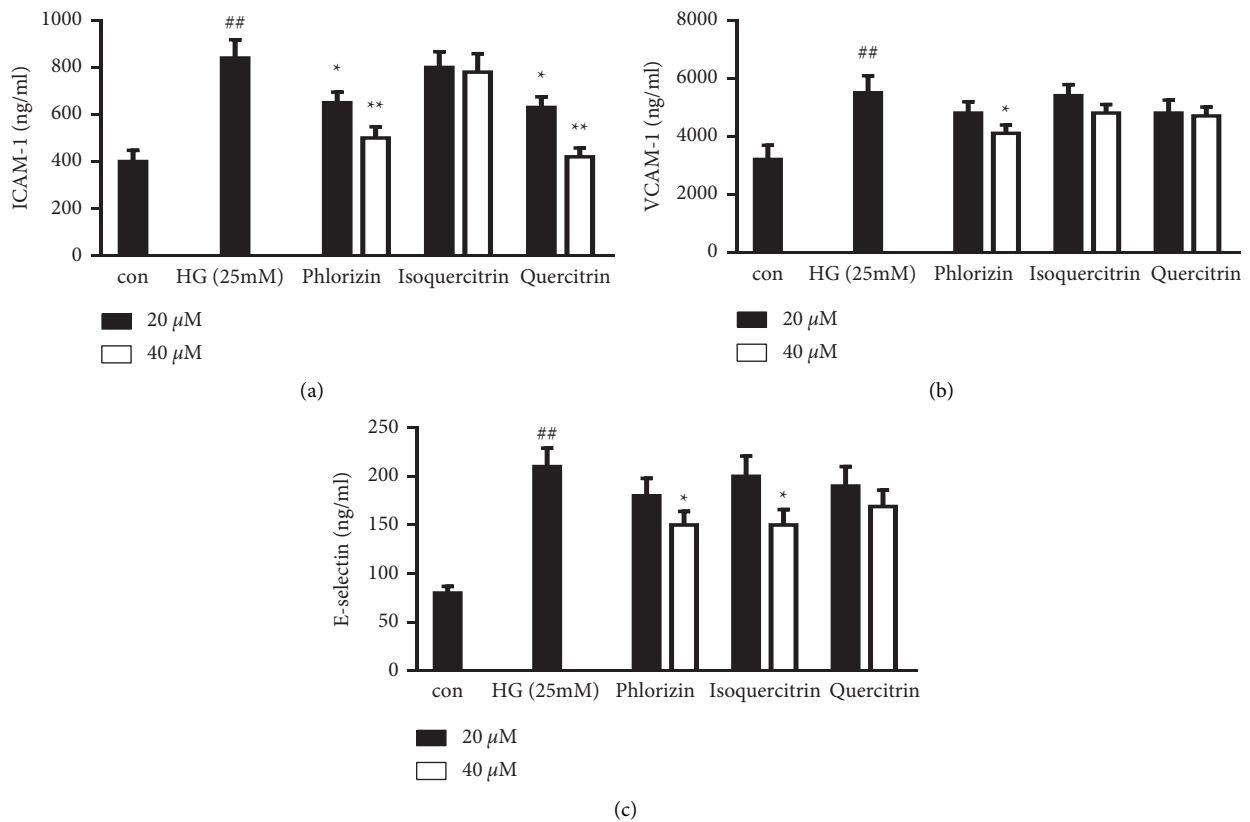 1000
800
600
400
200
0
ICAM-1 (ng/ml)
##
*
**
*
**
con HG (25mM) Phlorizin Isoquercitrin Quercitrin
20 μM
40 μM
(a)
8000
6000
4000
2000
0
VCAM-1 (ng/ml)
##
*
con HG (25mM) Phlorizin Isoquercitrin Quercitrin
20 μM
40 μM
(b)
250
200
150
100
50
0
E-selectin (ng/ml)
##
*
*
con HG (25mM) Phlorizin Isoquercitrin Quercitrin
20 μM
40 μM
(c)